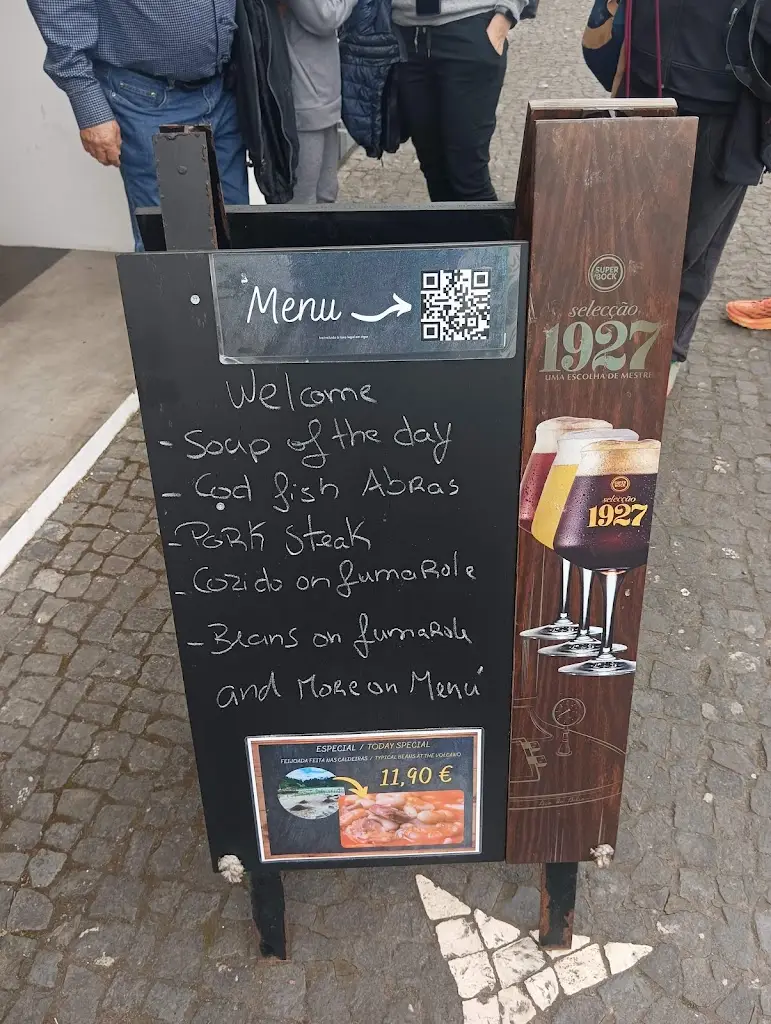 Menu
Welcome
- Soup of the day
- Cod fish Abras
- Pork Steak
- Cozido on fumarole
- Beans on fumarole
and More on Menú
ESPECIAL / TODAY SPECIAL
FEIJOADA FEITA NAS CALDEIRAS / TYPICAL BEANS AT THE VOLCANO
11,90 €
SUPER BOCK
selecção
1927
UMA ESCOLHA DE MESTRE
selecção
1927